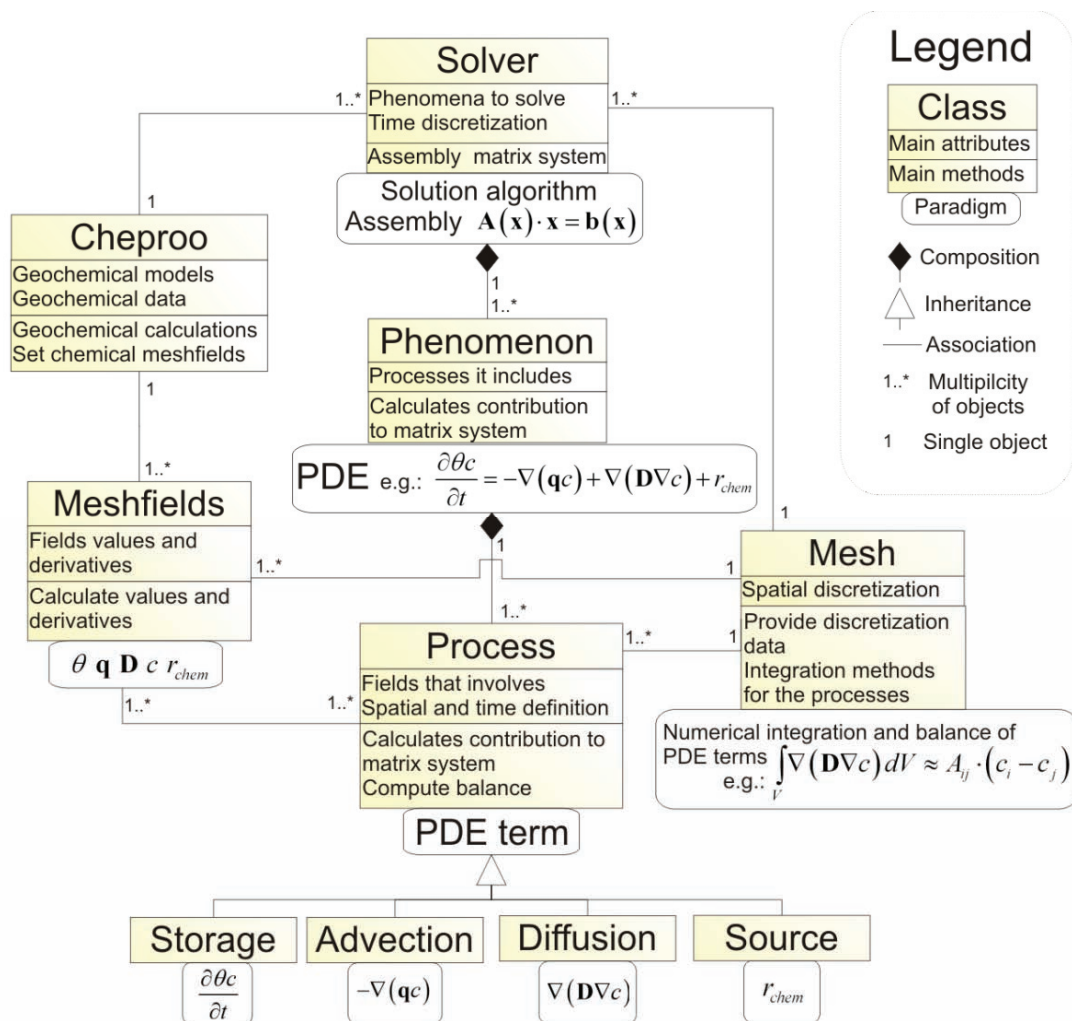 Solver
Phenomena to solve
Time discretization
Assembly matrix system
Solution algorithm
Assembly A(x)·x = b(x)
1..*
1..*
1
1
1..*
Cheproo
Geochemical models
Geochemical data
Geochemical calculations
Set chemical meshfields
1
1..*
Phenomenon
Processes it includes
Calculates contribution
to matrix system
PDE e.g.: ∂θc/∂t = −∇(qc) + ∇(D∇c) + r_chem
1
1..*
Meshfields
Fields values and
derivatives
Calculate values and
derivatives
θ q D c r_chem
1..*
1
1..*
1..*
1
Mesh
Spatial discretization
Provide discretization
data
Integration methods
for the processes
Numerical integration and balance of
PDE terms
e.g.: ∫_V ∇(D∇c) dV ≈ A_ij · (c_i − c_j)
1
1..*
1
Process
Fields that involves
Spatial and time definition
Calculates contribution to
matrix system
Compute balance
PDE term
Storage
∂θc/∂t
Advection
−∇(qc)
Diffusion
∇(D∇c)
Source
r_chem
Legend
Class
Main attributes
Main methods
Paradigm
Composition
Inheritance
Association
1..* Multipilcity
of objects
1 Single object